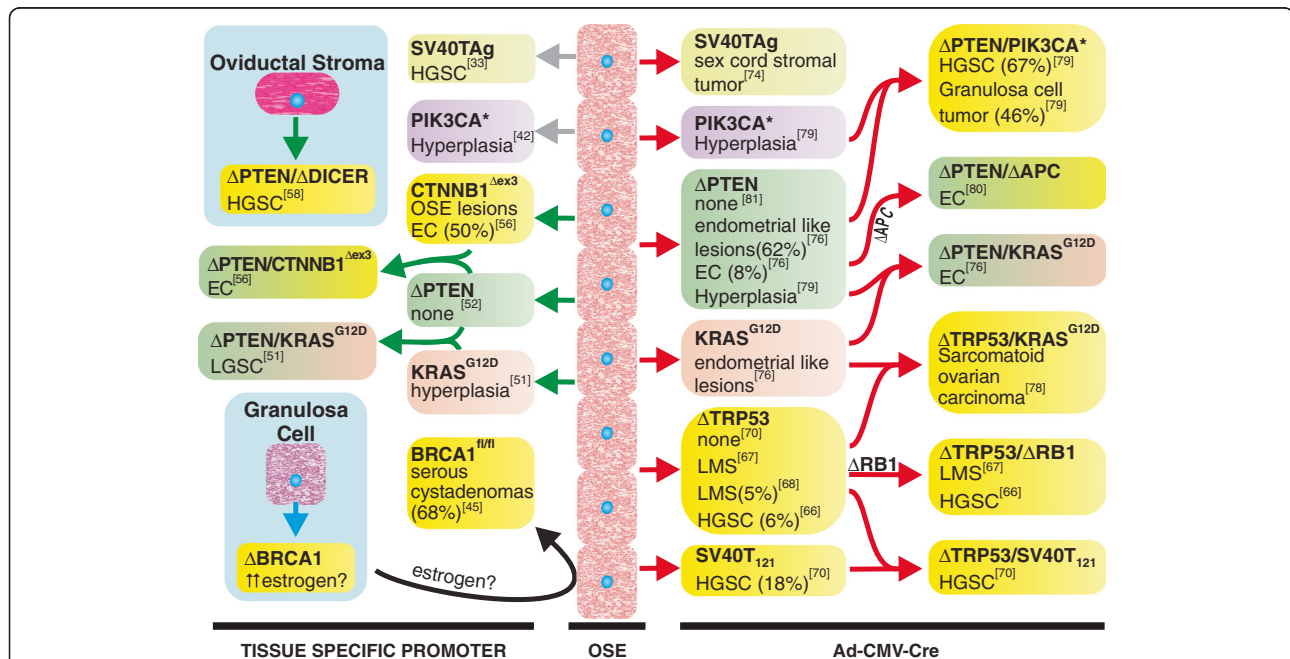 Oviductal Stroma
ΔPTEN/ΔDICER
HGSC[58]
SV40TAg
HGSC[33]
PIK3CA*
Hyperplasia[42]
CTNNB1Δex3
OSE lesions
EC (50%)[56]
ΔPTEN/CTNNB1Δex3
EC[56]
ΔPTEN
none [52]
ΔPTEN/KRASG12D
LGSC[51]
KRASG12D
hyperplasia[51]
Granulosa
Cell
ΔBRCA1
⇈estrogen?
BRCA1fl/fl
serous
cystadenomas
(68%)[45]
estrogen?
SV40TAg
sex cord stromal
tumor[74]
PIK3CA*
Hyperplasia[79]
ΔPTEN
none [81]
endometrial like
lesions(62%)[76]
EC (8%)[76]
Hyperplasia[79]
KRASG12D
endometrial like
lesions[76]
ΔTRP53
none[70]
LMS[67]
LMS(5%)[68]
HGSC (6%)[66]
SV40T121
HGSC (18%)[70]
ΔAPC
ΔRB1
ΔPTEN/PIK3CA*
HGSC (67%)[79]
Granulosa cell
tumor (46%)[79]
ΔPTEN/ΔAPC
EC[80]
ΔPTEN/KRASG12D
EC[76]
ΔTRP53/KRASG12D
Sarcomatoid
ovarian
carcinoma[78]
ΔTRP53/ΔRB1
LMS[67]
HGSC[66]
ΔTRP53/SV40T121
HGSC[70]
TISSUE SPECIFIC PROMOTER
OSE
Ad-CMV-Cre